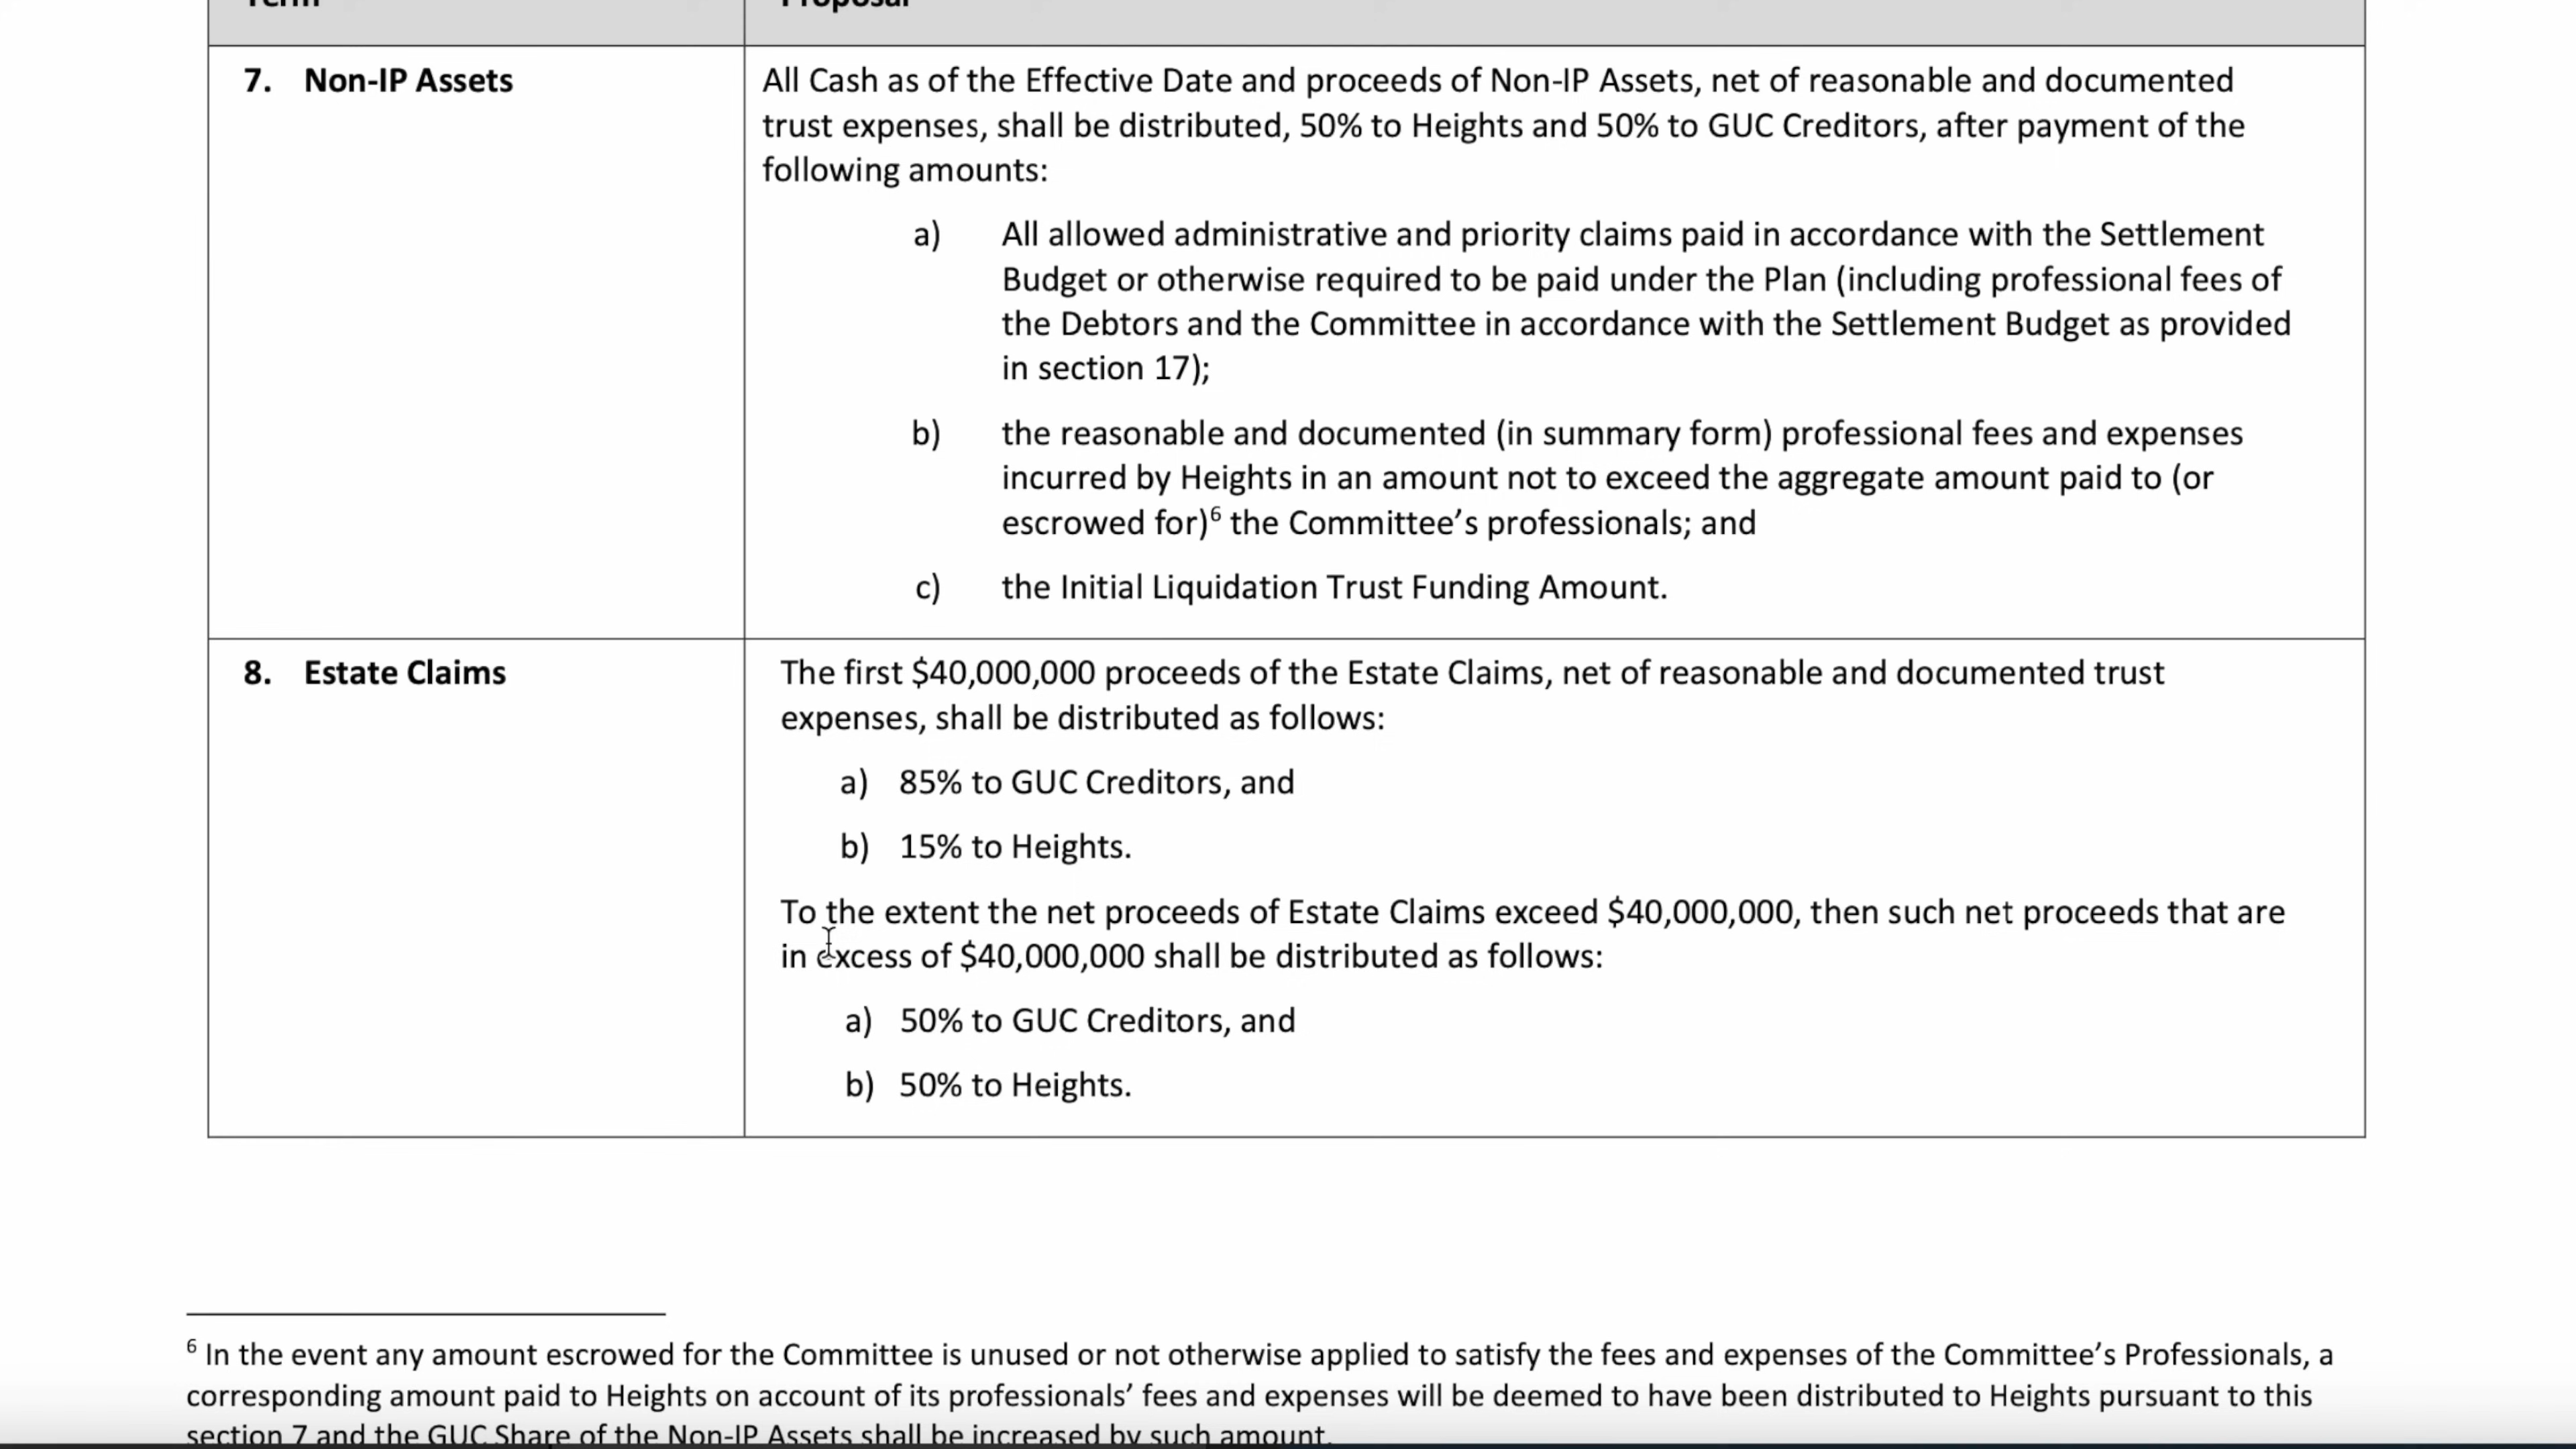 Term Proposal
7. Non-IP Assets
All Cash as of the Effective Date and proceeds of Non-IP Assets, net of reasonable and documented
trust expenses, shall be distributed, 50% to Heights and 50% to GUC Creditors, after payment of the
following amounts:
a) All allowed administrative and priority claims paid in accordance with the Settlement
Budget or otherwise required to be paid under the Plan (including professional fees of
the Debtors and the Committee in accordance with the Settlement Budget as provided
in section 17);
b) the reasonable and documented (in summary form) professional fees and expenses
incurred by Heights in an amount not to exceed the aggregate amount paid to (or
escrowed for)⁶ the Committee’s professionals; and
c) the Initial Liquidation Trust Funding Amount.
8. Estate Claims
The first $40,000,000 proceeds of the Estate Claims, net of reasonable and documented trust
expenses, shall be distributed as follows:
a) 85% to GUC Creditors, and
b) 15% to Heights.
To the extent the net proceeds of Estate Claims exceed $40,000,000, then such net proceeds that are
in excess of $40,000,000 shall be distributed as follows:
a) 50% to GUC Creditors, and
b) 50% to Heights.
⁶ In the event any amount escrowed for the Committee is unused or not otherwise applied to satisfy the fees and expenses of the Committee’s Professionals, a
corresponding amount paid to Heights on account of its professionals’ fees and expenses will be deemed to have been distributed to Heights pursuant to this
section 7 and the GUC Share of the Non-IP Assets shall be increased by such amount.